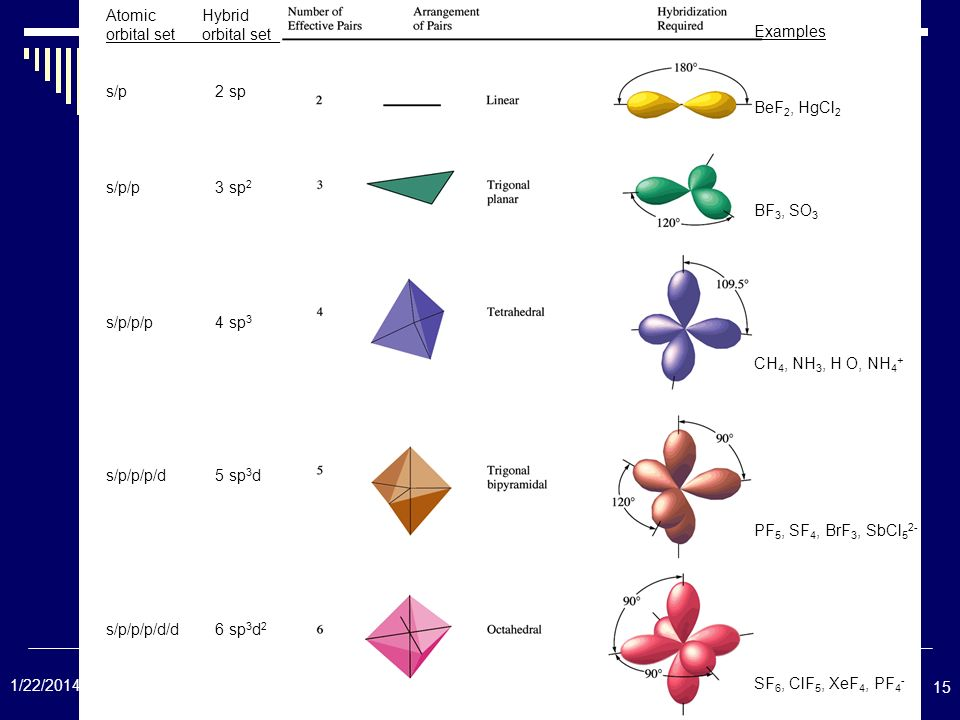 Atomic Hybrid Number of Arrangement Hybridization
orbital set orbital set Effective Pairs of Pairs Required Examples
s/p 2 sp 2 Linear 180° BeF2, HgCl2
s/p/p 3 sp2 3 Trigonal
planar 120° BF3, SO3
s/p/p/p 4 sp3 4 Tetrahedral 109.5°
CH4, NH3, H O, NH4+
s/p/p/p/d 5 sp3d 5 Trigonal
bipyramidal 90°
120°
PF5, SF4, BrF3, SbCl5 2-
s/p/p/p/d/d 6 sp3d2 6 Octahedral 90°
90°
SF6, ClF5, XeF4, PF4-
1/22/2014 15